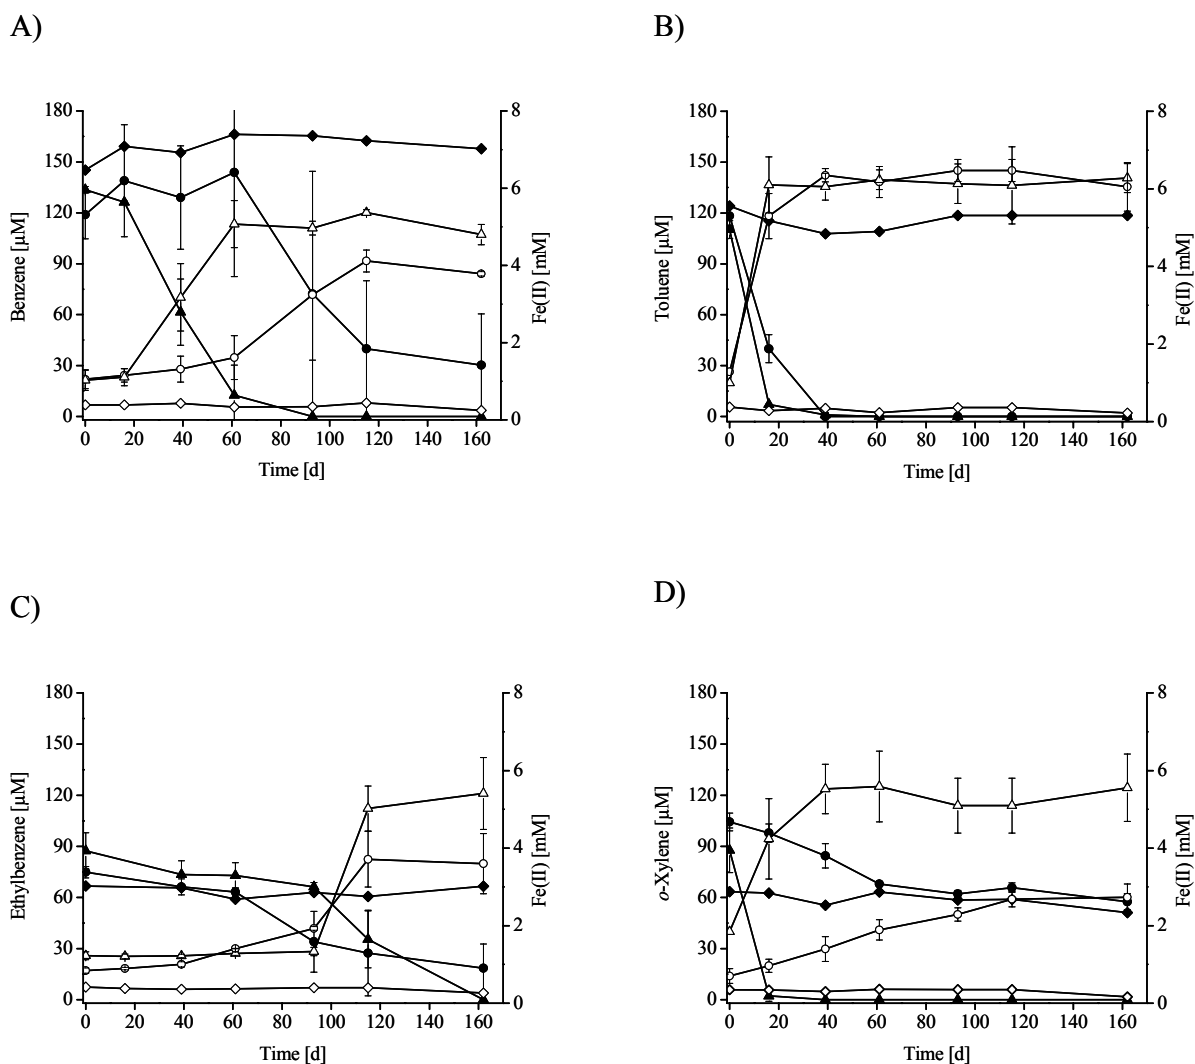 A)
B)
180
150
120
90
60
30
0
Benzene [µM]
8
6
4
2
0
Fe(II) [mM]
0 20 40 60 80 100 120 140 160
Time [d]
180
150
120
90
60
30
0
Toluene [µM]
8
6
4
2
0
Fe(II) [mM]
0 20 40 60 80 100 120 140 160
Time [d]
C)
D)
180
150
120
90
60
30
0
Ethylbenzene [µM]
8
6
4
2
0
Fe(II) [mM]
0 20 40 60 80 100 120 140 160
Time [d]
180
150
120
90
60
30
0
o-Xylene [µM]
8
6
4
2
0
Fe(II) [mM]
0 20 40 60 80 100 120 140 160
Time [d]